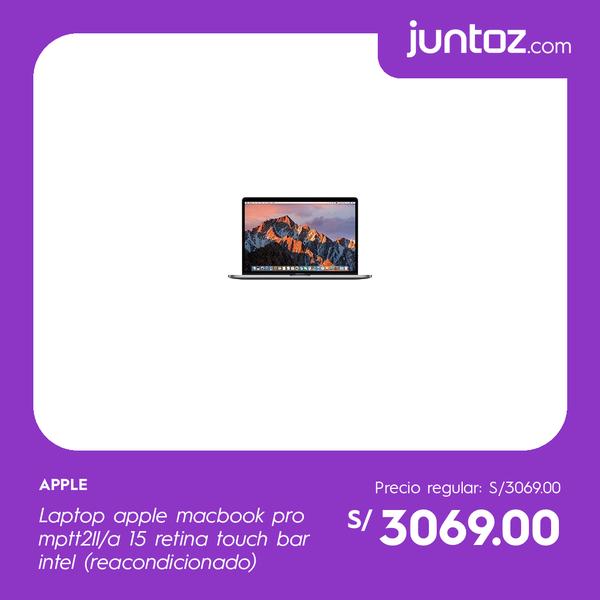 juntoz.com
APPLE
Laptop apple macbook pro
mptt2ll/a 15 retina touch bar
intel (reacondicionado)
Precio regular: S/3069.00
S/ 3069.00